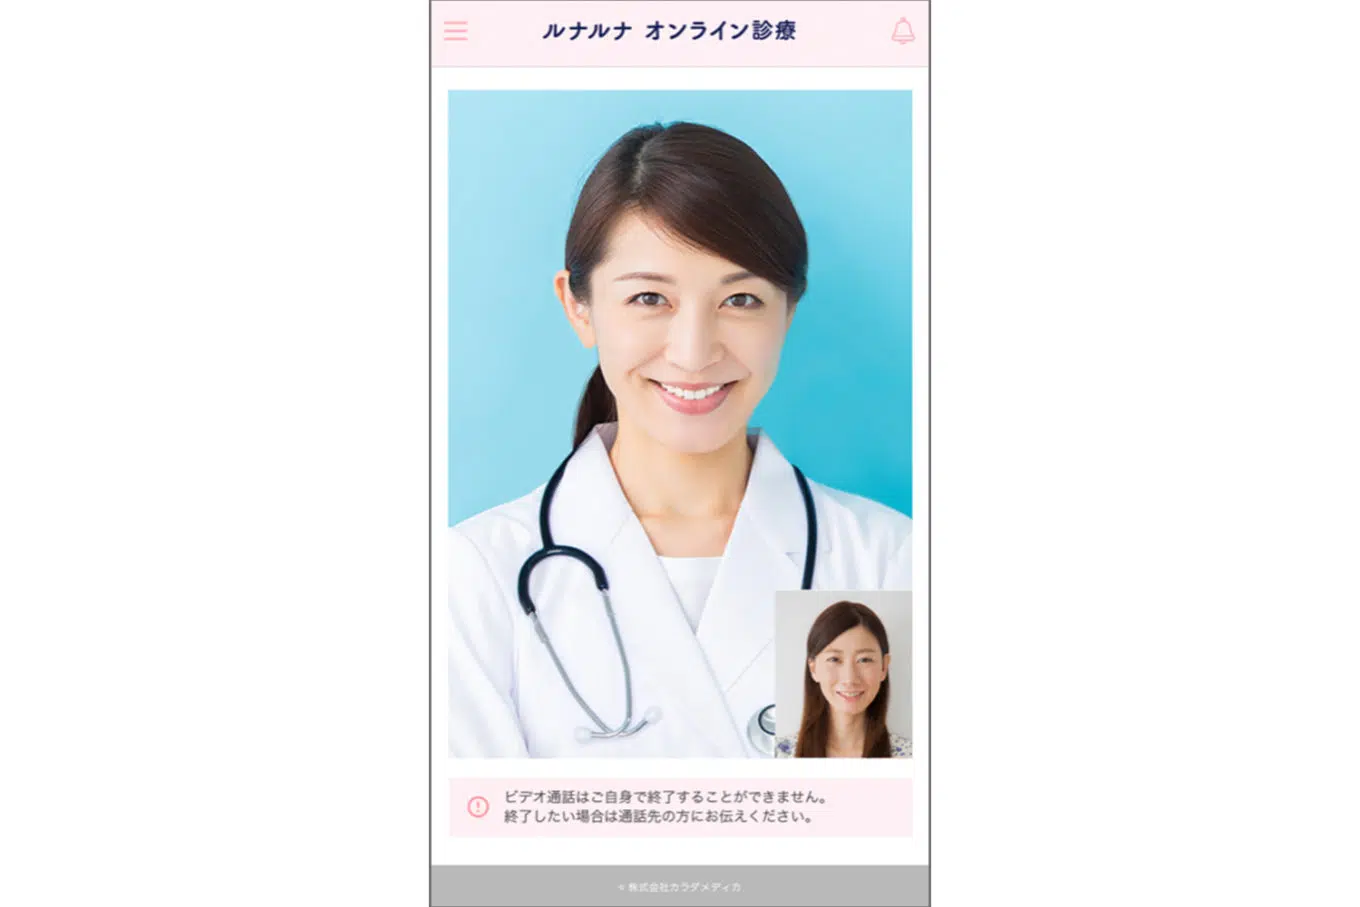 ルナルナ オンライン診療
ビデオ通話はご自身で終了することができません。
終了したい場合は通話先の方にお伝えください。
© 株式会社カラダメディカ